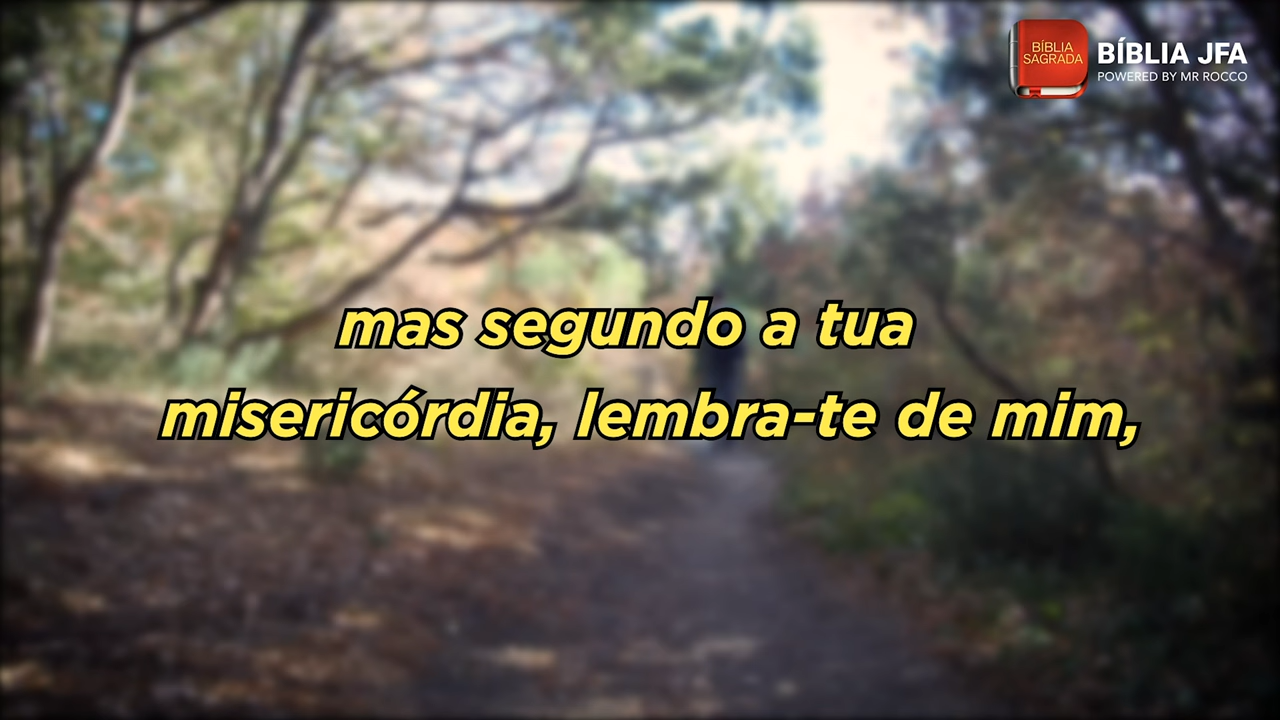 BÍBLIA
SAGRADA
BÍBLIA JFA
POWERED BY MR ROCCO
mas segundo a tua
misericórdia, lembra-te de mim,